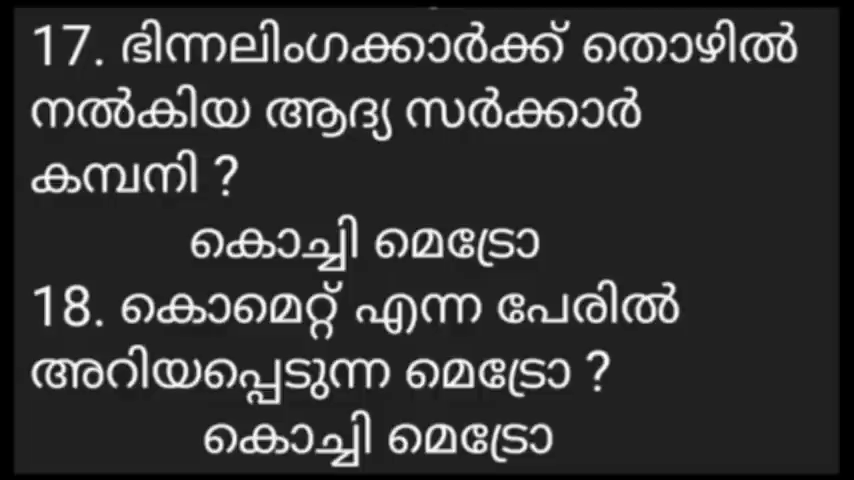 17. ഭിന്നലിംഗക്കാർക്ക് തൊഴിൽ
നൽകിയ ആദ്യ സർക്കാർ
കമ്പനി ?
കൊച്ചി മെട്രോ
18. കൊമെറ്റ് എന്ന പേരിൽ
അറിയപ്പെടുന്ന മെട്രോ ?
കൊച്ചി മെട്രോ